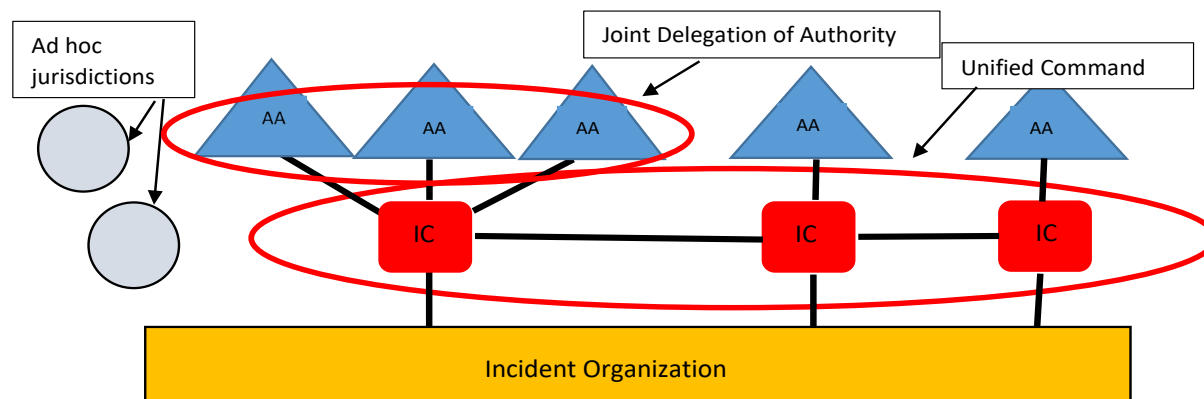 Ad hoc
jurisdictions
Joint Delegation of Authority
Unified Command
AA
AA
AA
AA
AA
IC
IC
IC
Incident Organization